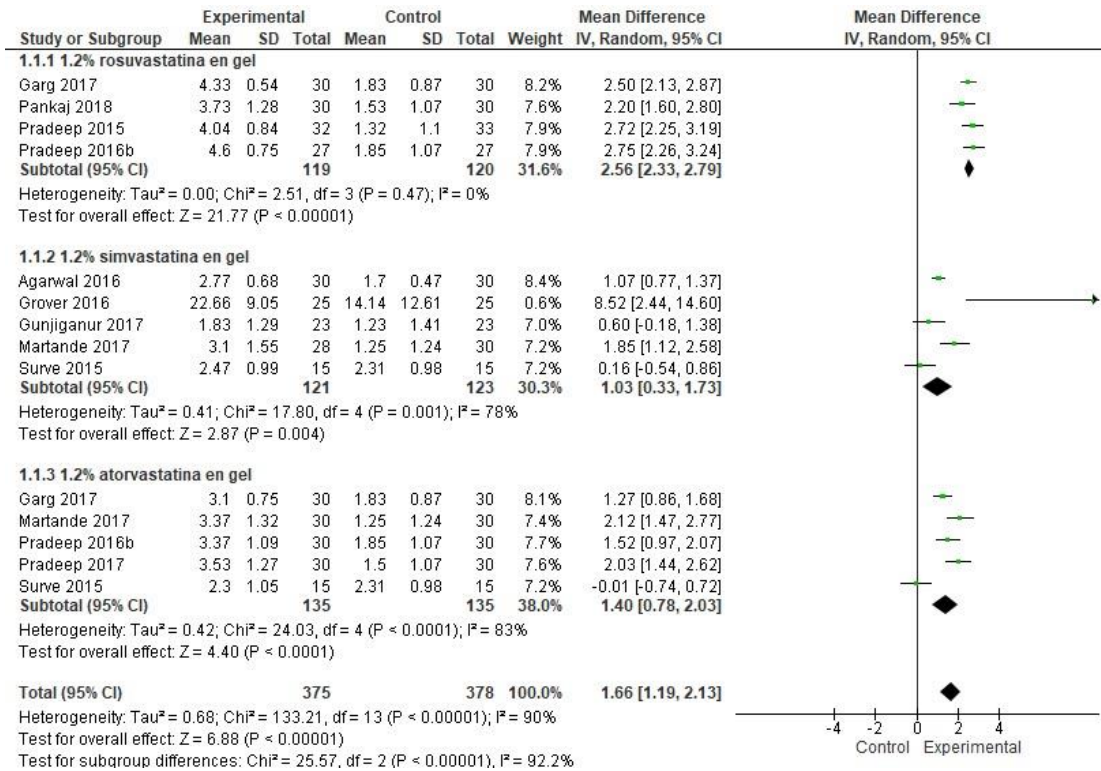 Experimental Control Mean Difference Mean Difference
Study or Subgroup Mean SD Total Mean SD Total Weight IV, Random, 95% CI IV, Random, 95% CI
1.1.1 1.2% rosuvastatina en gel
Garg 2017 4.33 0.54 30 1.83 0.87 30 8.2% 2.50 [2.13, 2.87]
Pankaj 2018 3.73 1.28 30 1.53 1.07 30 7.6% 2.20 [1.60, 2.80]
Pradeep 2015 4.04 0.84 32 1.32 1.1 33 7.9% 2.72 [2.25, 3.19]
Pradeep 2016b 4.6 0.75 27 1.85 1.07 27 7.9% 2.75 [2.26, 3.24]
Subtotal (95% CI) 119 120 31.6% 2.56 [2.33, 2.79]
Heterogeneity: Tau² = 0.00; Chi² = 2.51, df = 3 (P = 0.47); I² = 0%
Test for overall effect: Z = 21.77 (P < 0.00001)
1.1.2 1.2% simvastatina en gel
Agarwal 2016 2.77 0.68 30 1.7 0.47 30 8.4% 1.07 [0.77, 1.37]
Grover 2016 22.66 9.05 25 14.14 12.61 25 0.6% 8.52 [2.44, 14.60]
Gunjiganur 2017 1.83 1.29 23 1.23 1.41 23 7.0% 0.60 [-0.18, 1.38]
Martande 2017 3.1 1.55 28 1.25 1.24 30 7.2% 1.85 [1.12, 2.58]
Surve 2015 2.47 0.99 15 2.31 0.98 15 7.2% 0.16 [-0.54, 0.86]
Subtotal (95% CI) 121 123 30.3% 1.03 [0.33, 1.73]
Heterogeneity: Tau² = 0.41; Chi² = 17.80, df = 4 (P = 0.001); I² = 78%
Test for overall effect: Z = 2.87 (P = 0.004)
1.1.3 1.2% atorvastatina en gel
Garg 2017 3.1 0.75 30 1.83 0.87 30 8.1% 1.27 [0.86, 1.68]
Martande 2017 3.37 1.32 30 1.25 1.24 30 7.4% 2.12 [1.47, 2.77]
Pradeep 2016b 3.37 1.09 30 1.85 1.07 30 7.7% 1.52 [0.97, 2.07]
Pradeep 2017 3.53 1.27 30 1.5 1.07 30 7.6% 2.03 [1.44, 2.62]
Surve 2015 2.3 1.05 15 2.31 0.98 15 7.2% -0.01 [-0.74, 0.72]
Subtotal (95% CI) 135 135 38.0% 1.40 [0.78, 2.03]
Heterogeneity: Tau² = 0.42; Chi² = 24.03, df = 4 (P < 0.0001); I² = 83%
Test for overall effect: Z = 4.40 (P < 0.0001)
Total (95% CI) 375 378 100.0% 1.66 [1.19, 2.13]
Heterogeneity: Tau² = 0.68; Chi² = 133.21, df = 13 (P < 0.00001); I² = 90%
Test for overall effect: Z = 6.88 (P < 0.00001)
Test for subgroup differences: Chi² = 25.57, df = 2 (P < 0.00001), I² = 92.2%
-4 -2 0 2 4
Control Experimental